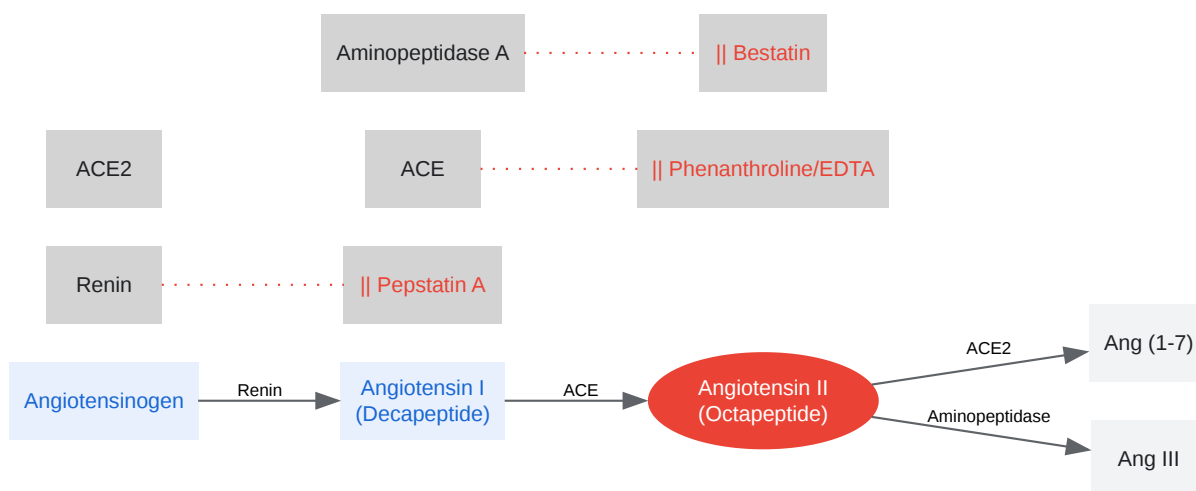 Aminopeptidase A
|| Bestatin
ACE2
ACE
|| Phenanthroline/EDTA
Renin
|| Pepstatin A
Angiotensinogen
Renin
Angiotensin I
(Decapeptide)
ACE
Angiotensin II
(Octapeptide)
ACE2
Ang (1-7)
Aminopeptidase
Ang III